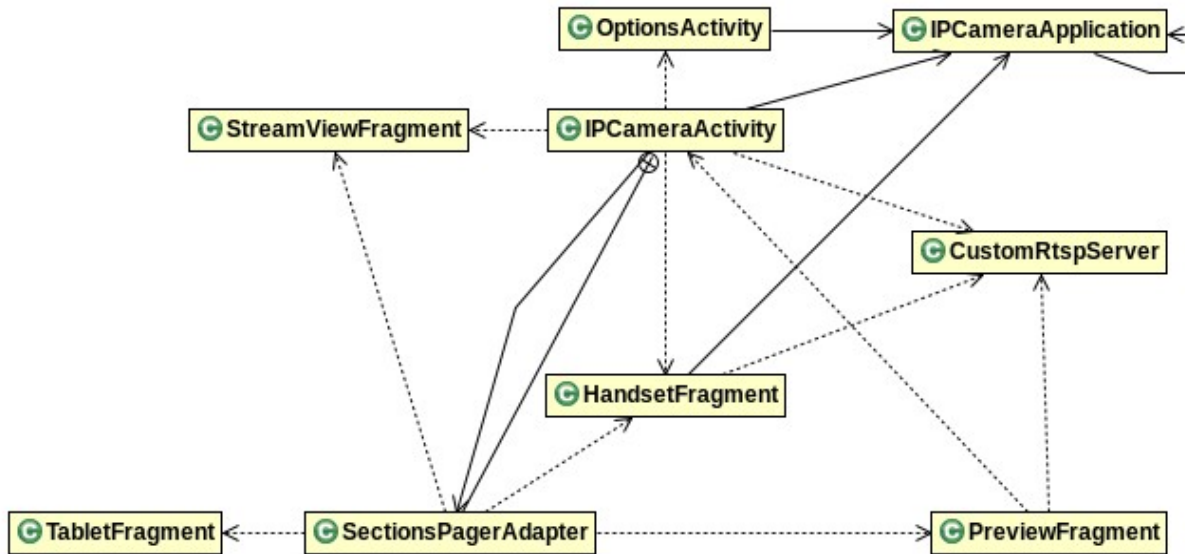 C OptionsActivity
C IPCameraApplication
C StreamViewFragment
C IPCameraActivity
C CustomRtspServer
C HandsetFragment
C TabletFragment
C SectionsPagerAdapter
C PreviewFragment